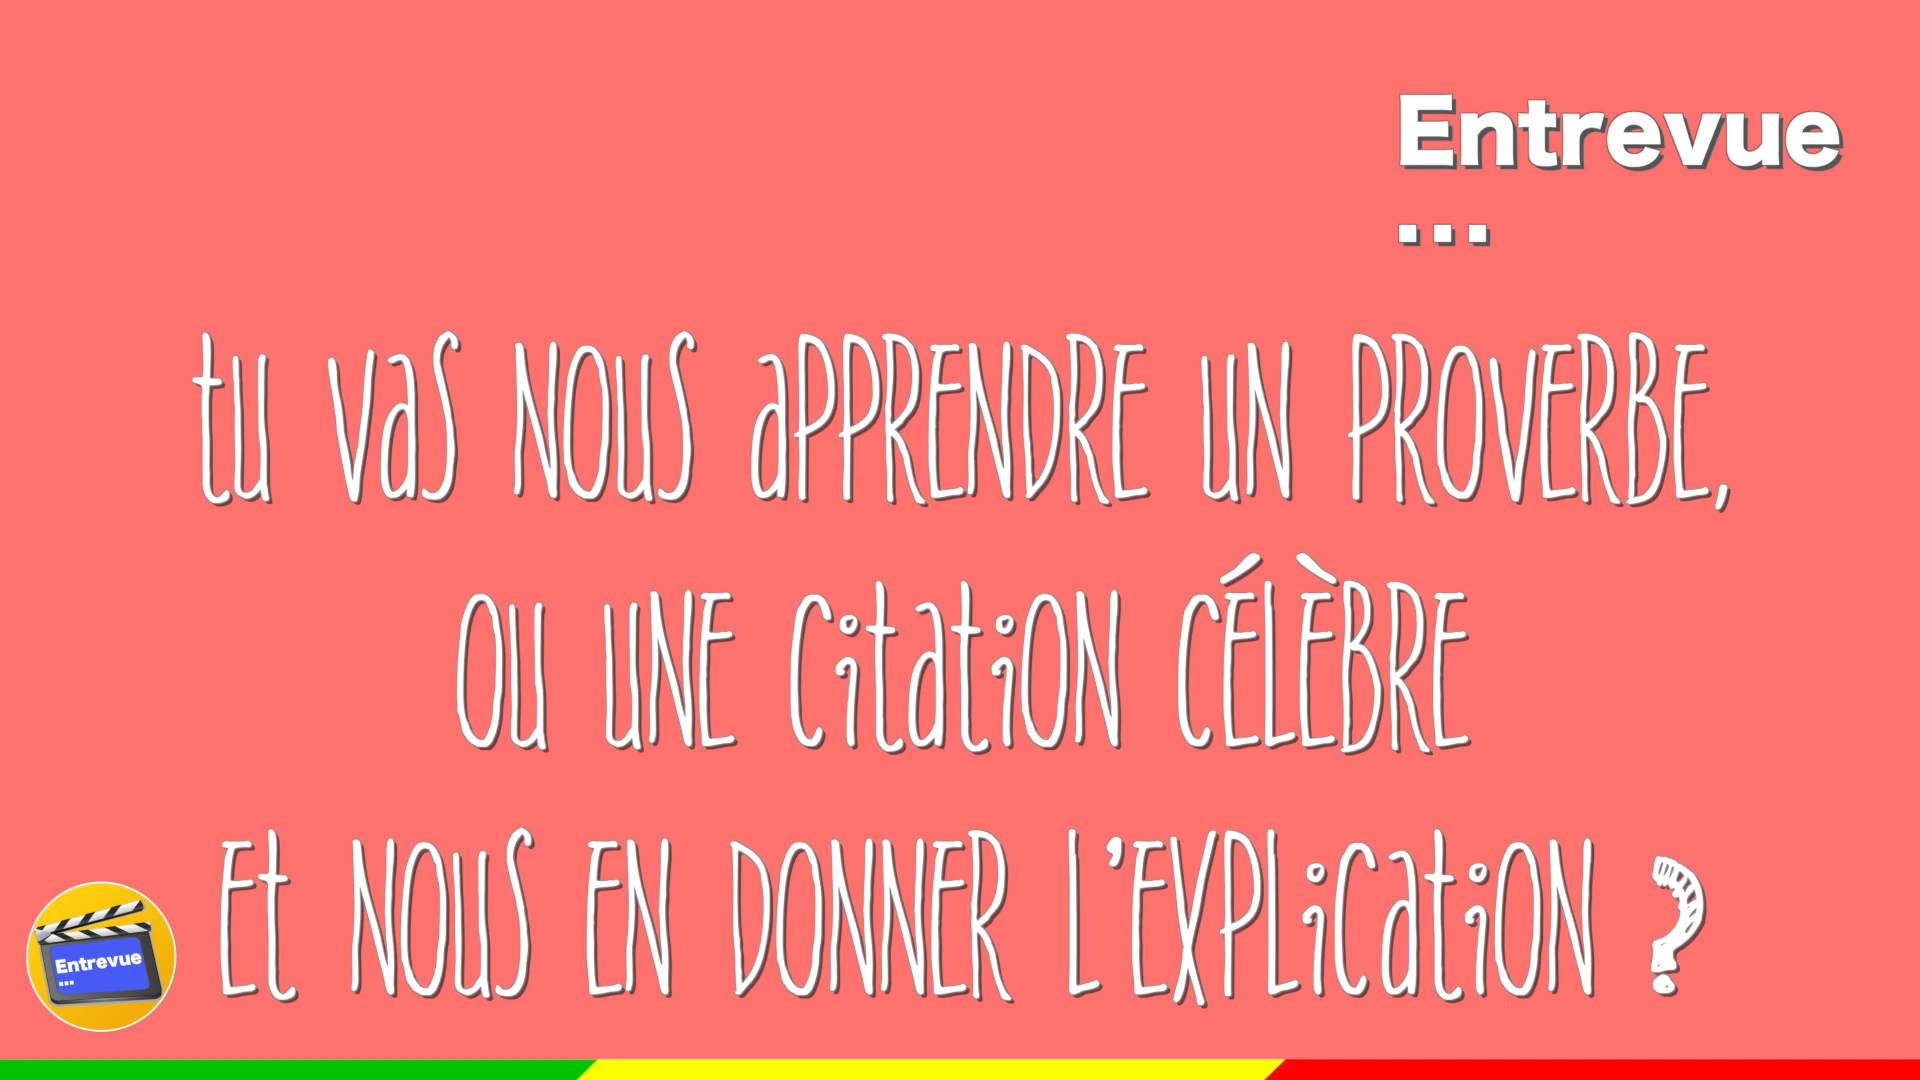 Entrevue
...
tu vas nous apprendre un proverbe,
ou une citation célèbre
et nous en donner l'explication ?
Entrevue
...